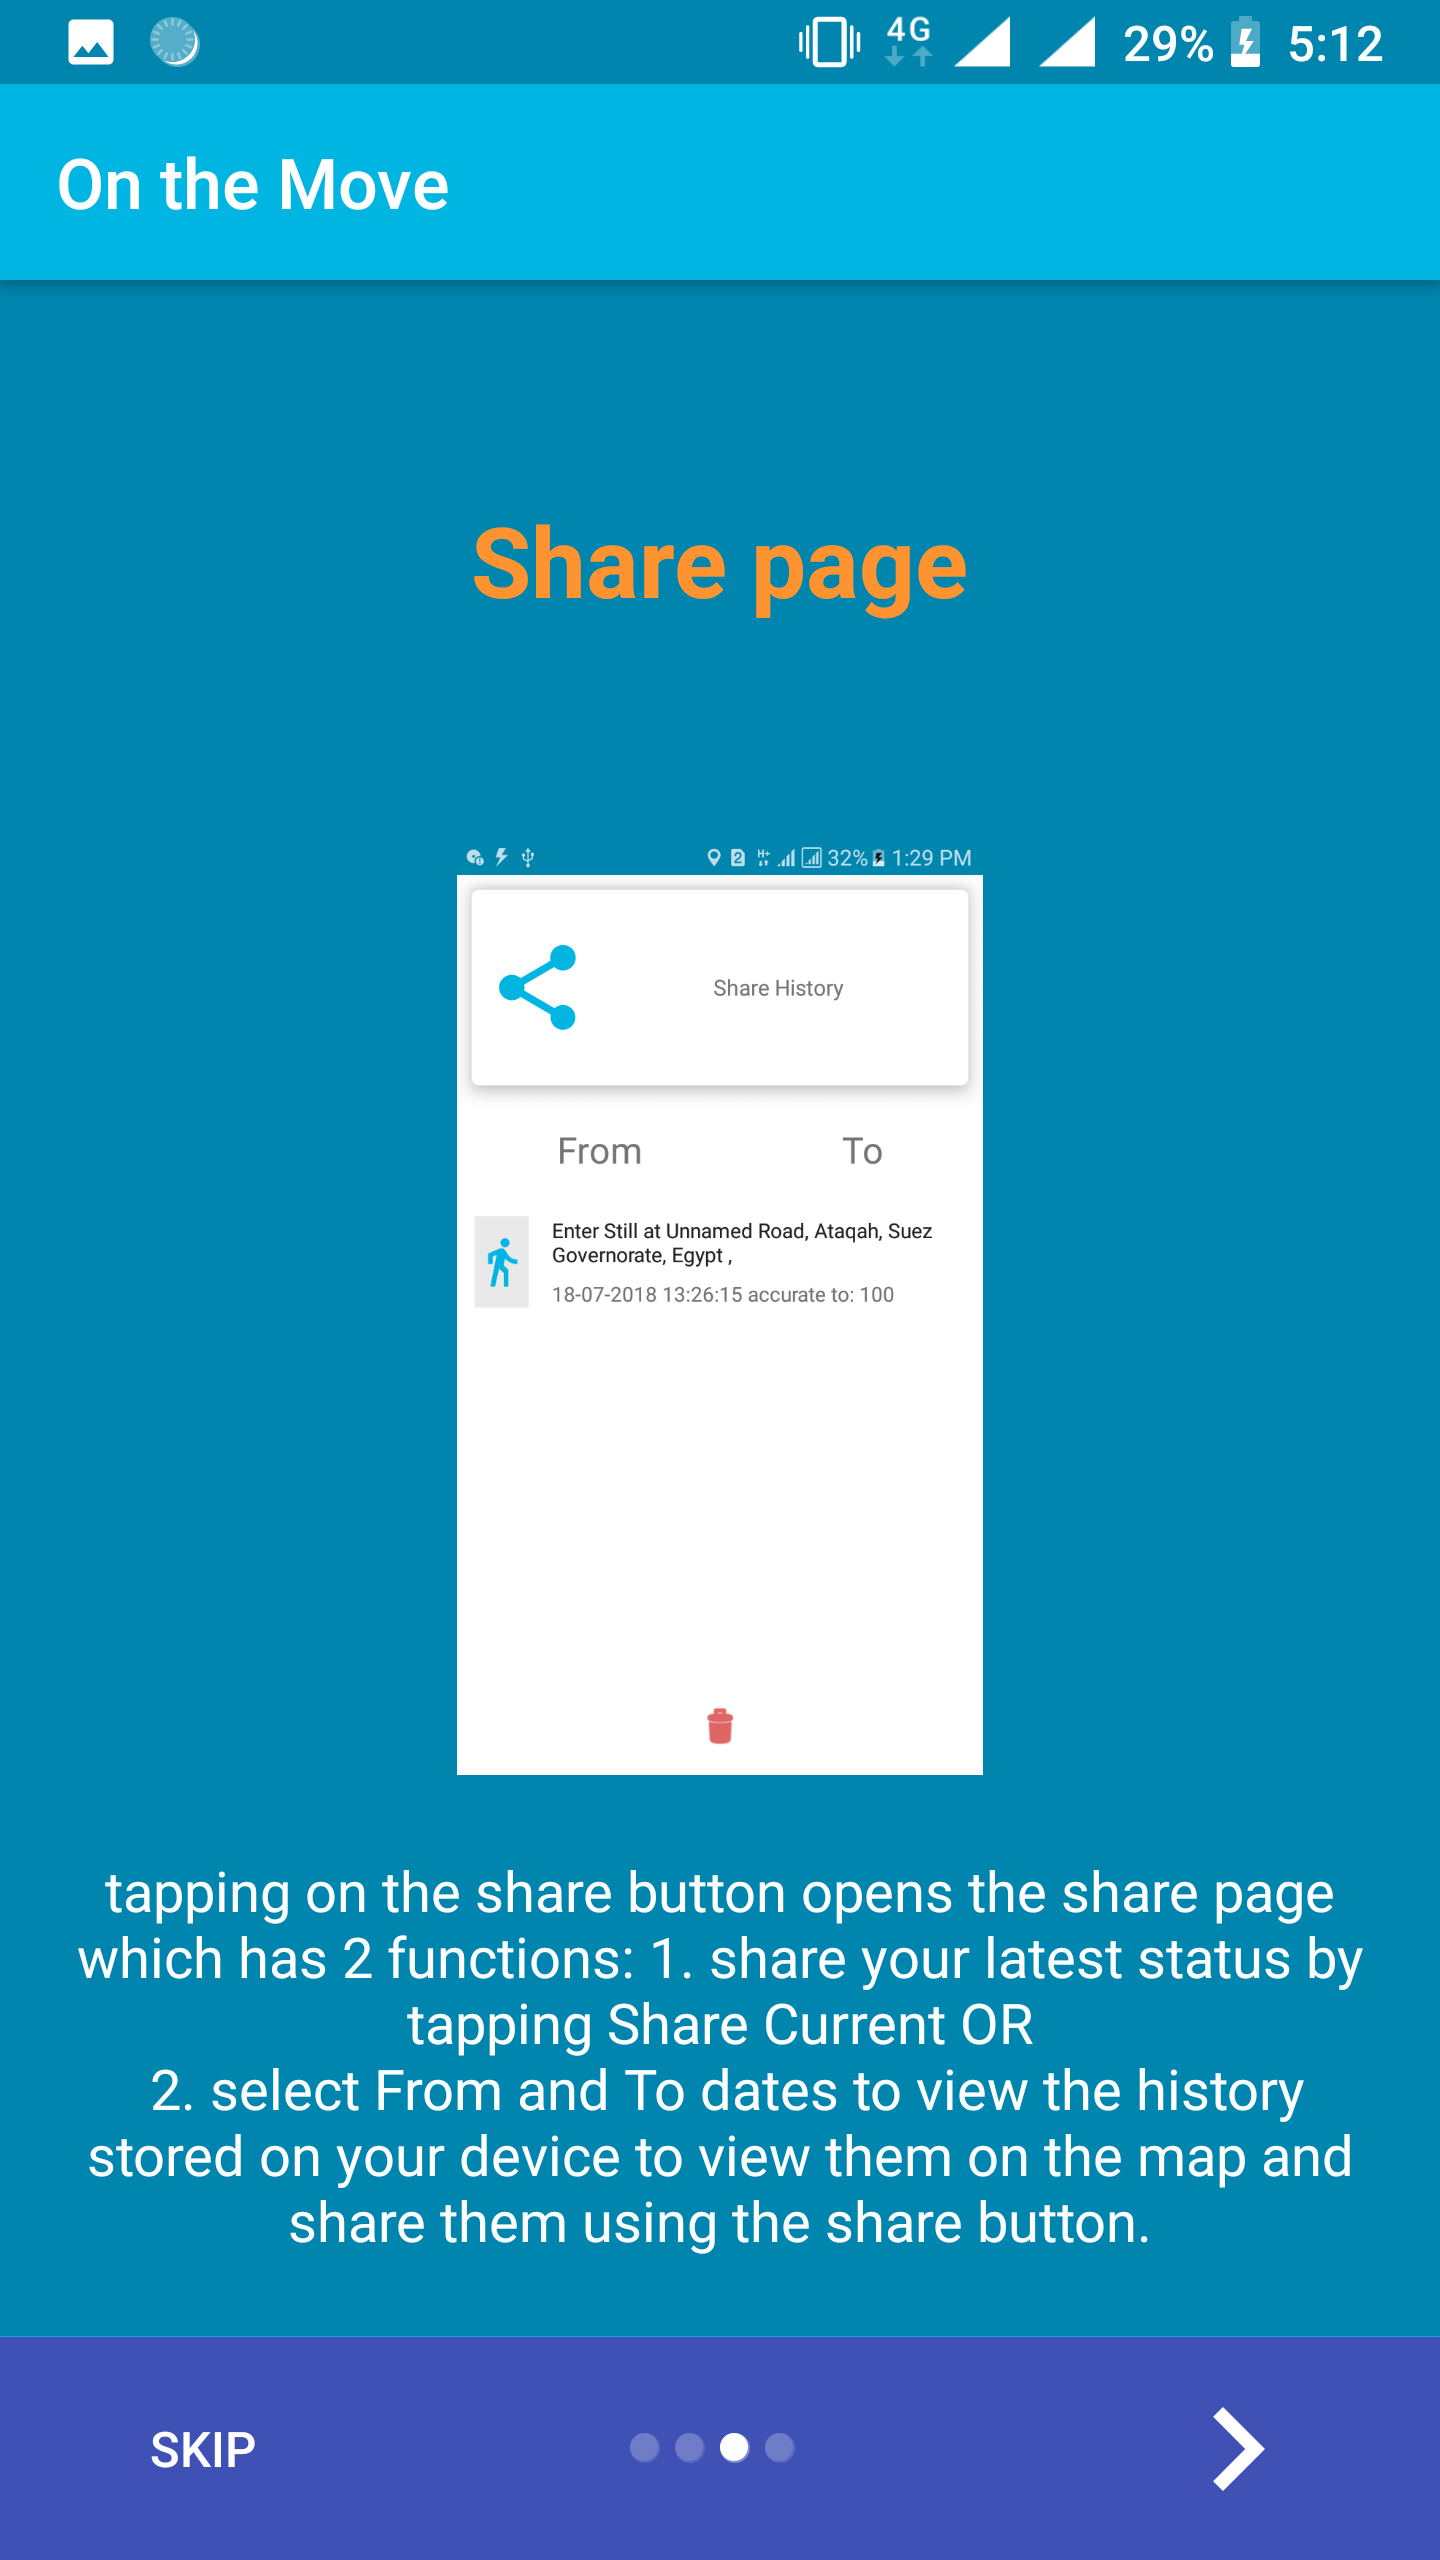 4G 29% 5:12
On the Move
Share page
H+ 32% 1:29 PM
Share History
From To
Enter Still at Unnamed Road, Ataqah, Suez
Governorate, Egypt ,
18-07-2018 13:26:15 accurate to: 100
tapping on the share button opens the share page
which has 2 functions: 1. share your latest status by
tapping Share Current OR
2. select From and To dates to view the history
stored on your device to view them on the map and
share them using the share button.
SKIP